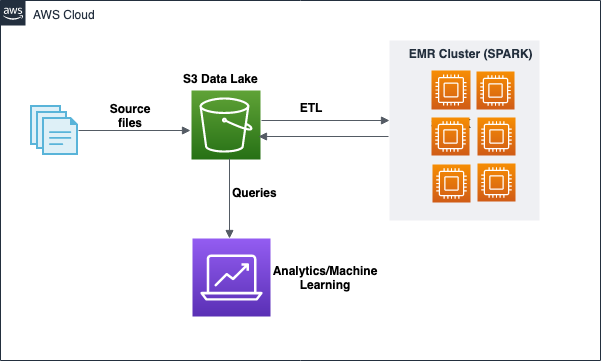 aws
AWS Cloud
EMR Cluster (SPARK)
S3 Data Lake
Source
files
ETL
Queries
Analytics/Machine
Learning